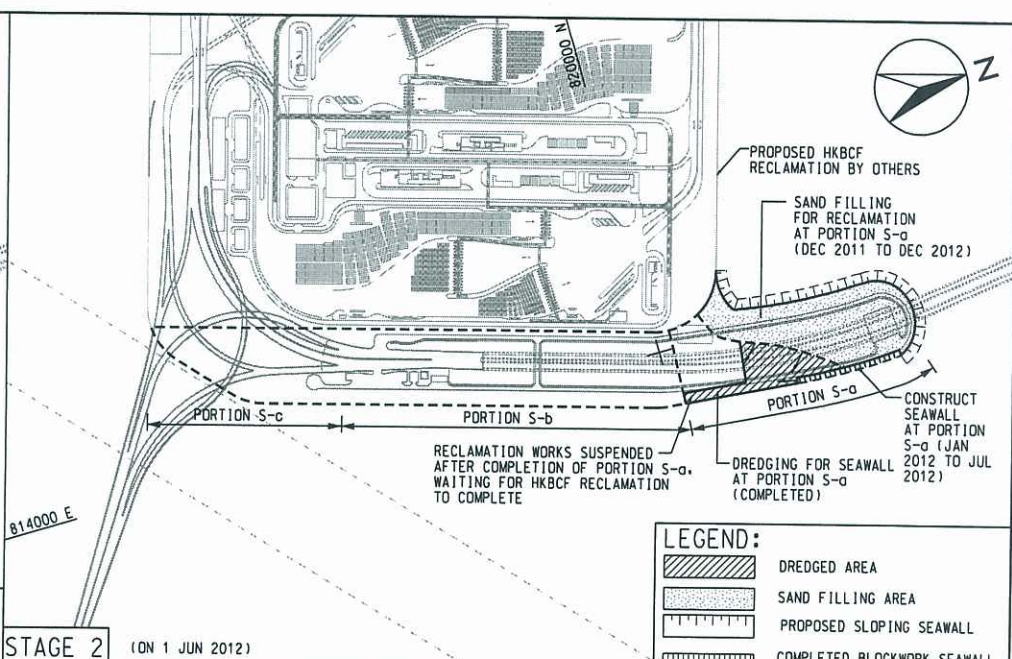 820000 N
N
PROPOSED HKBCF
RECLAMATION BY OTHERS
SAND FILLING
FOR RECLAMATION
AT PORTION S-a
(DEC 2011 TO DEC 2012)
PORTION S-c
PORTION S-b
PORTION S-a
CONSTRUCT
SEAWALL
AT PORTION
S-a (JAN
2012 TO JUL
2012)
RECLAMATION WORKS SUSPENDED
AFTER COMPLETION OF PORTION S-a,
WAITING FOR HKBCF RECLAMATION
TO COMPLETE
DREDGING FOR SEAWALL
AT PORTION S-a
(COMPLETED)
814000 E
LEGEND:
DREDGED AREA
SAND FILLING AREA
PROPOSED SLOPING SEAWALL
COMPLETED BLOCKWORK SEAWALL
STAGE 2 (ON 1 JUN 2012)